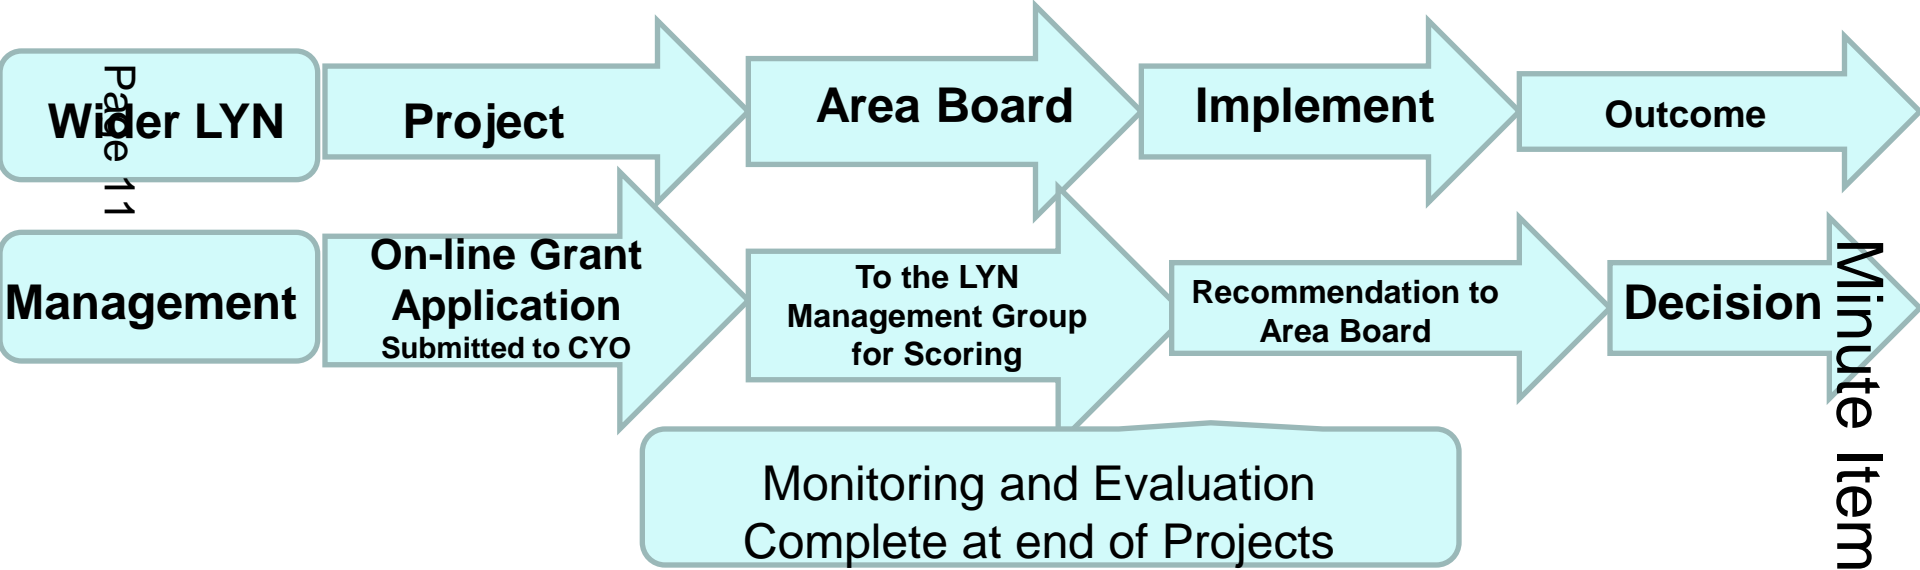 Wider LYN
Project
Area Board
Implement
Outcome
Page 11
Management
On-line Grant
Application
Submitted to CYO
To the LYN
Management Group
for Scoring
Recommendation to
Area Board
Decision
Minute Item
Monitoring and Evaluation
Complete at end of Projects